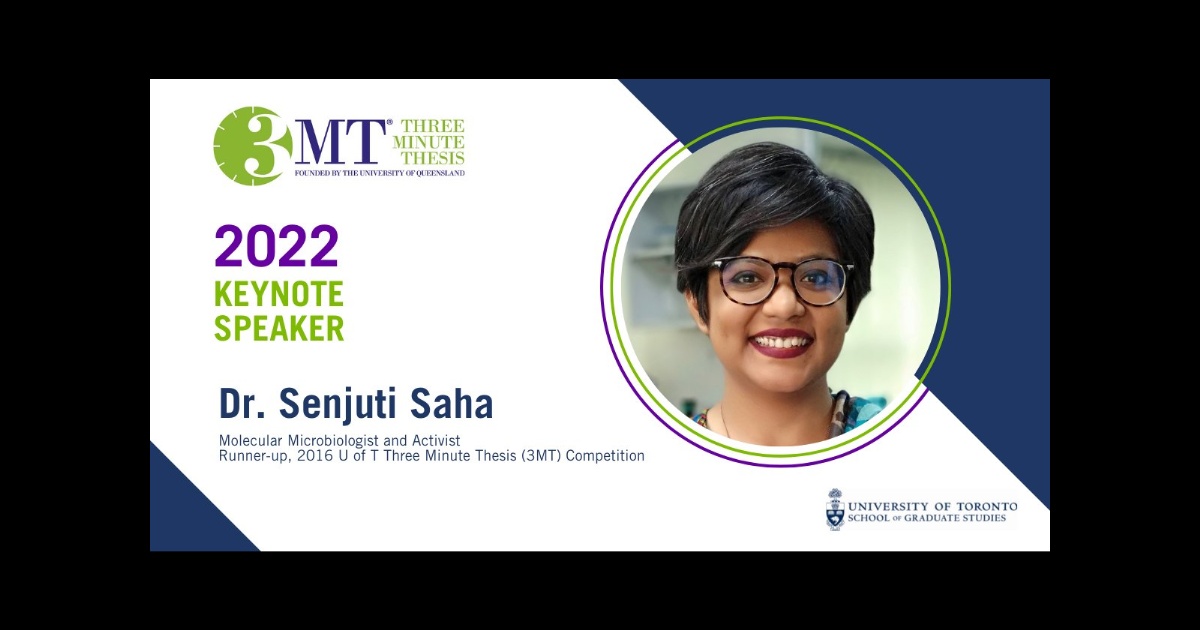 3MT® THREE
MINUTE
THESIS
FOUNDED BY THE UNIVERSITY OF QUEENSLAND
2022
KEYNOTE
SPEAKER
Dr. Senjuti Saha
Molecular Microbiologist and Activist
Runner-up, 2016 U of T Three Minute Thesis (3MT) Competition
UNIVERSITY OF TORONTO
SCHOOL OF GRADUATE STUDIES